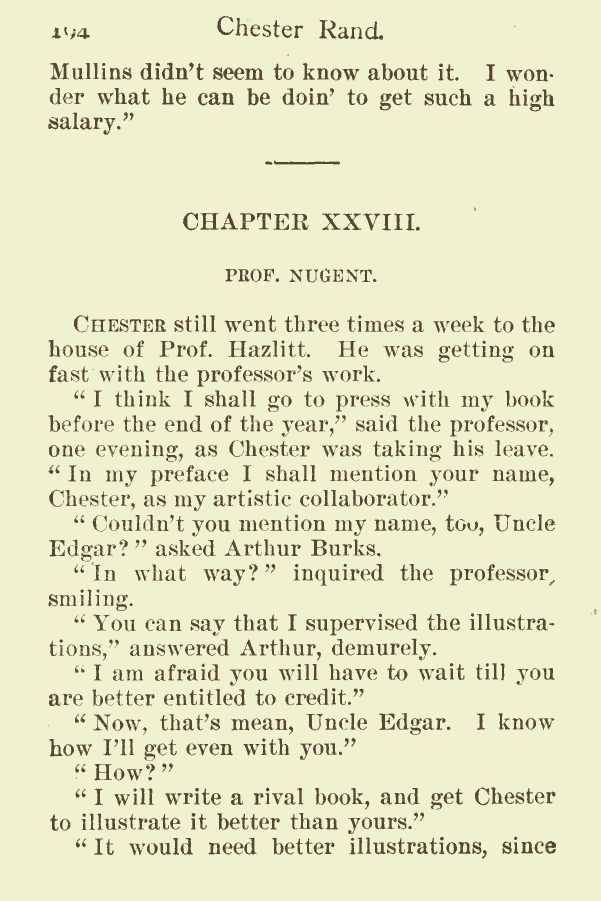 194 Chester Rand.
Mullins didn't seem to know about it. I won-
der what he can be doin' to get such a high
salary."
CHAPTER XXVIII.
PROF. NUGENT.
CHESTER still went three times a week to the
house of Prof. Hazlitt. He was getting on
fast with the professor's work.
" I think I shall go to press with my book
before the end of the year," said the professor,
one evening, as Chester was taking his leave.
" In my preface I shall mention your name,
Chester, as my artistic collaborator."
" Couldn't you mention my name, too, Uncle
Edgar? " asked Arthur Burks.
" In what way? " inquired the professor,
smiling.
" You can say that I supervised the illustra-
tions," answered Arthur, demurely.
" I am afraid you will have to wait till you
are better entitled to credit."
" Now, that's mean, Uncle Edgar. I know
how I'll get even with you."
" How? "
" I will write a rival book, and get Chester
to illustrate it better than yours."
" It would need better illustrations, since